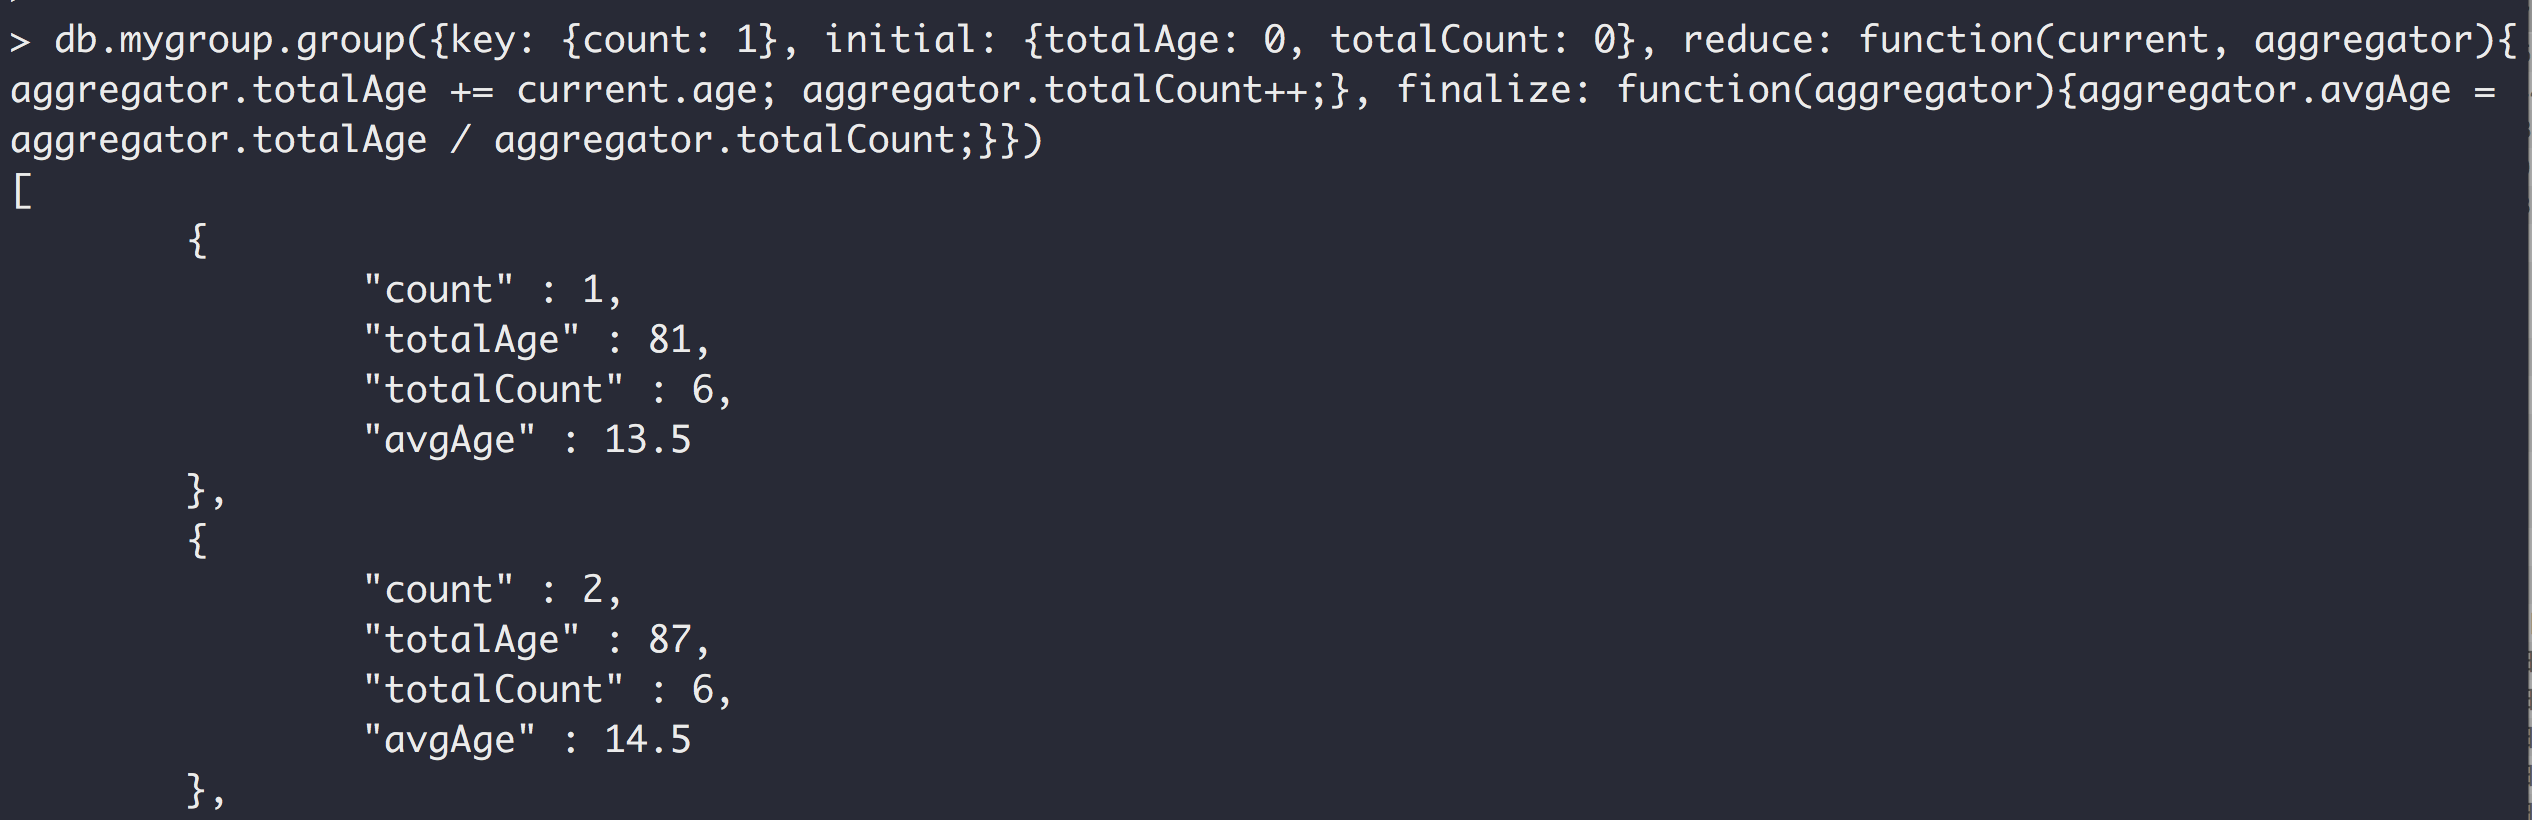 > db.mygroup.group({key: {count: 1}, initial: {totalAge: 0, totalCount: 0}, reduce: function(current, aggregator){
aggregator.totalAge += current.age; aggregator.totalCount++;}, finalize: function(aggregator){aggregator.avgAge =
aggregator.totalAge / aggregator.totalCount;}})
[
        {
                "count" : 1,
                "totalAge" : 81,
                "totalCount" : 6,
                "avgAge" : 13.5
        },
        {
                "count" : 2,
                "totalAge" : 87,
                "totalCount" : 6,
                "avgAge" : 14.5
        },